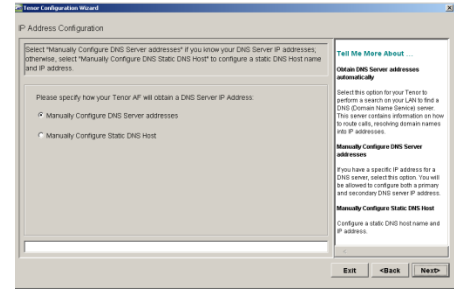 Tenor Configuration Wizard
IP Address Configuration
Select "Manually Configure DNS Server addresses" if you know your DNS Server IP addresses;
otherwise, select "Manually Configure DNS Static DNS Host" to configure a static DNS Host name
and IP address.
Please specify how your Tenor AF will obtain a DNS Server IP Address:
Manually Configure DNS Server addresses
Manually Configure Static DNS Host
Tell Me More About ...
Obtain DNS Server addresses
automatically
Select this option for your Tenor to
perform a search on your LAN to find a
DNS (Domain Name Service) server.
This server contains information on how
to route calls, resolving domain names
into IP addresses.
Manually Configure DNS Server
addresses
If you have a specific IP address for a
DNS server, select this option. You will
be allowed to configure both a primary
and secondary DNS server IP address.
Manually Configure Static DNS Host
Configure a static DNS host name and
IP address.
Exit
<Back
Next>